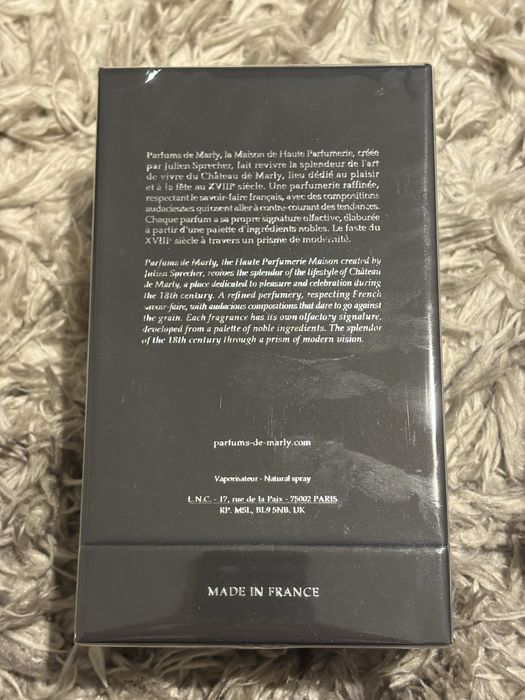 Parfums de Marly, la Maison de Haute Parfumerie, créée
par Julien Sprecher, fait revivre la splendeur de l'art
de vivre du Château de Marly, lieu dédié au plaisir
et à la fête au XVIIIe siècle. Une parfumerie raffinée,
respectant le savoir-faire français, avec des compositions
audacieuses qui osent aller à contre-courant des tendances.
Chaque parfum a sa propre signature olfactive, élaborée
à partir d'une palette d'ingrédients nobles. Le faste du
XVIIIe siècle à travers un prisme de modernité.
Parfums de Marly, the Haute Parfumerie Maison created by
Julien Sprecher, revives the splendor of the lifestyle of Château
de Marly, a place dedicated to pleasure and celebration during
the 18th century. A refined perfumery, respecting French
savoir-faire, with audacious compositions that dare to go against
the grain. Each fragrance has its own olfactory signature,
developed from a palette of noble ingredients. The splendor
of the 18th century through a prism of modern vision.
parfums-de-marly.com
Vaporisateur - Natural spray
L.N.C. - 17, rue de la Paix - 75002 PARIS
RP. MSL, BL9 5NB, UK
MADE IN FRANCE